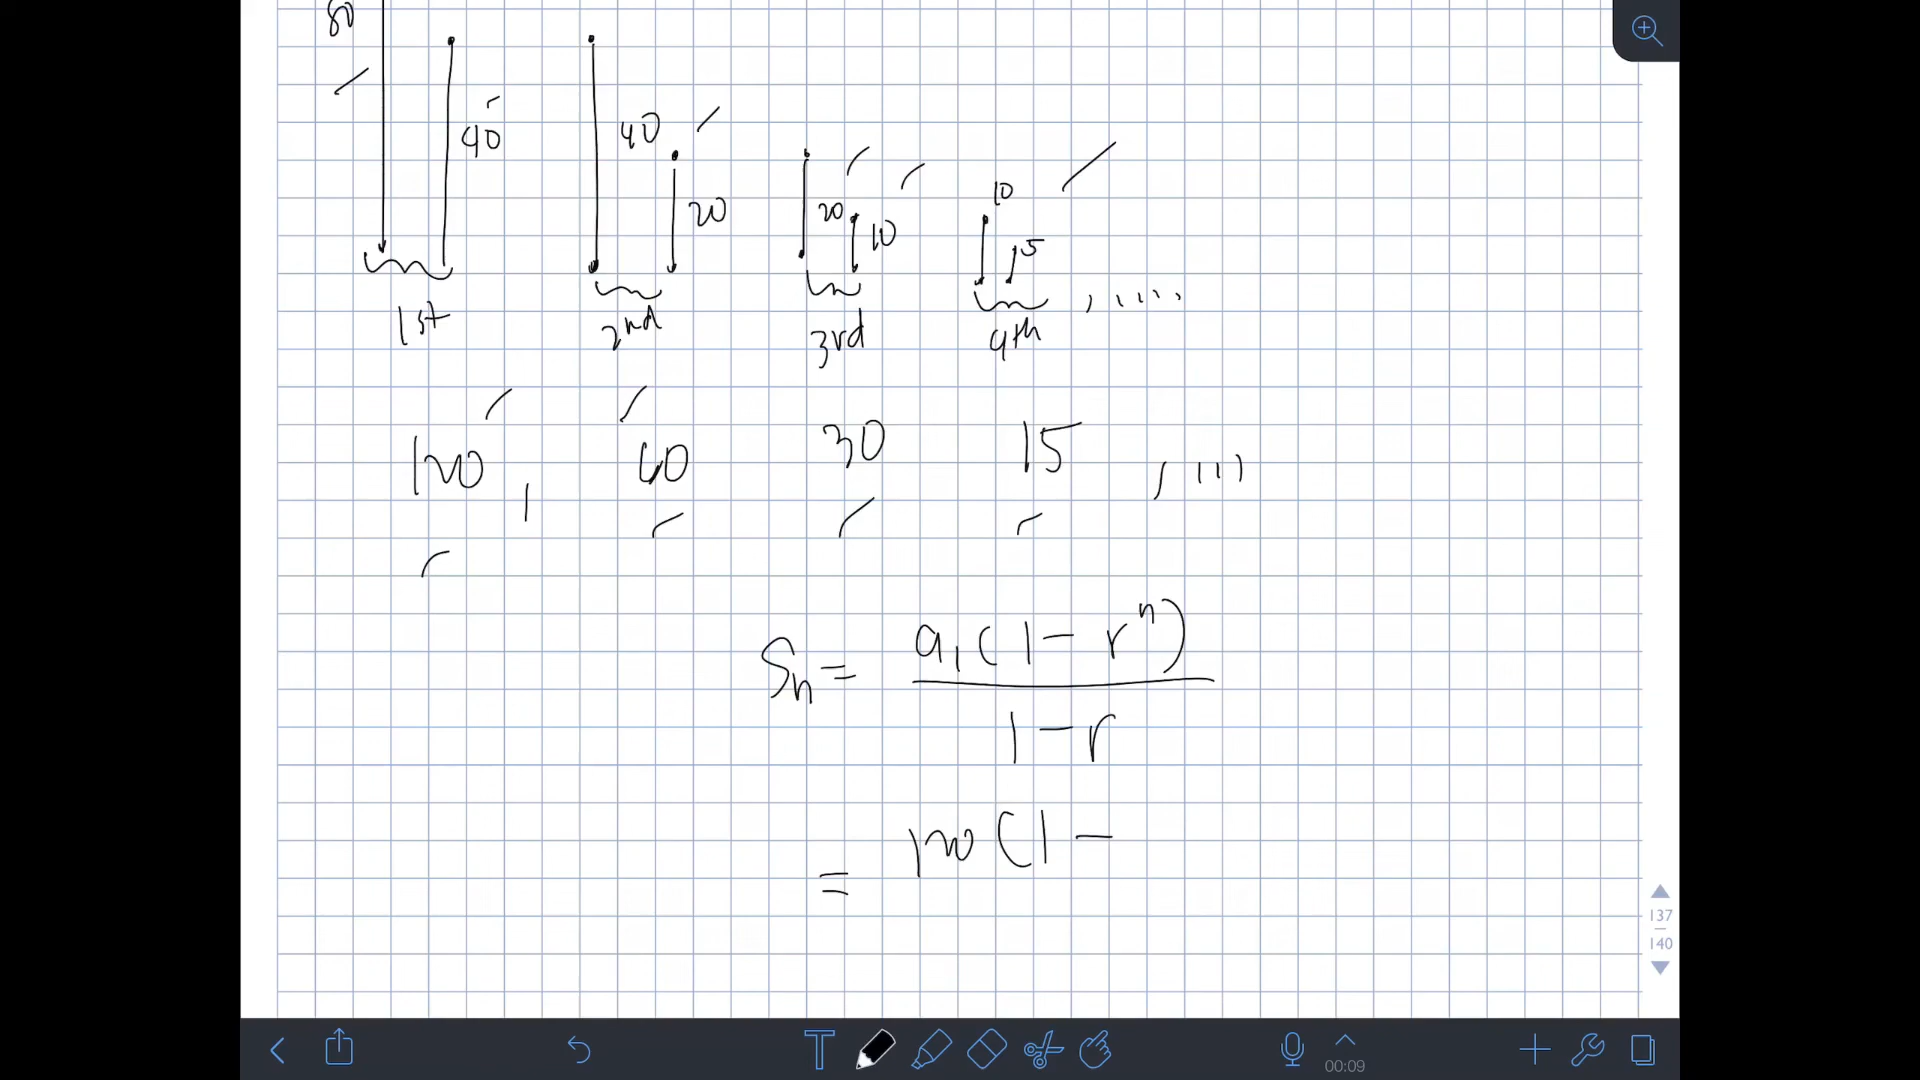 80
40 40 20 20 10 10 5
1st 2nd 3rd 4th , ....
120 , 60 30 15 , ...
Sn = a1(1 - r^n) / 1 - r
= 120 (1 -
137
140
T
00:09